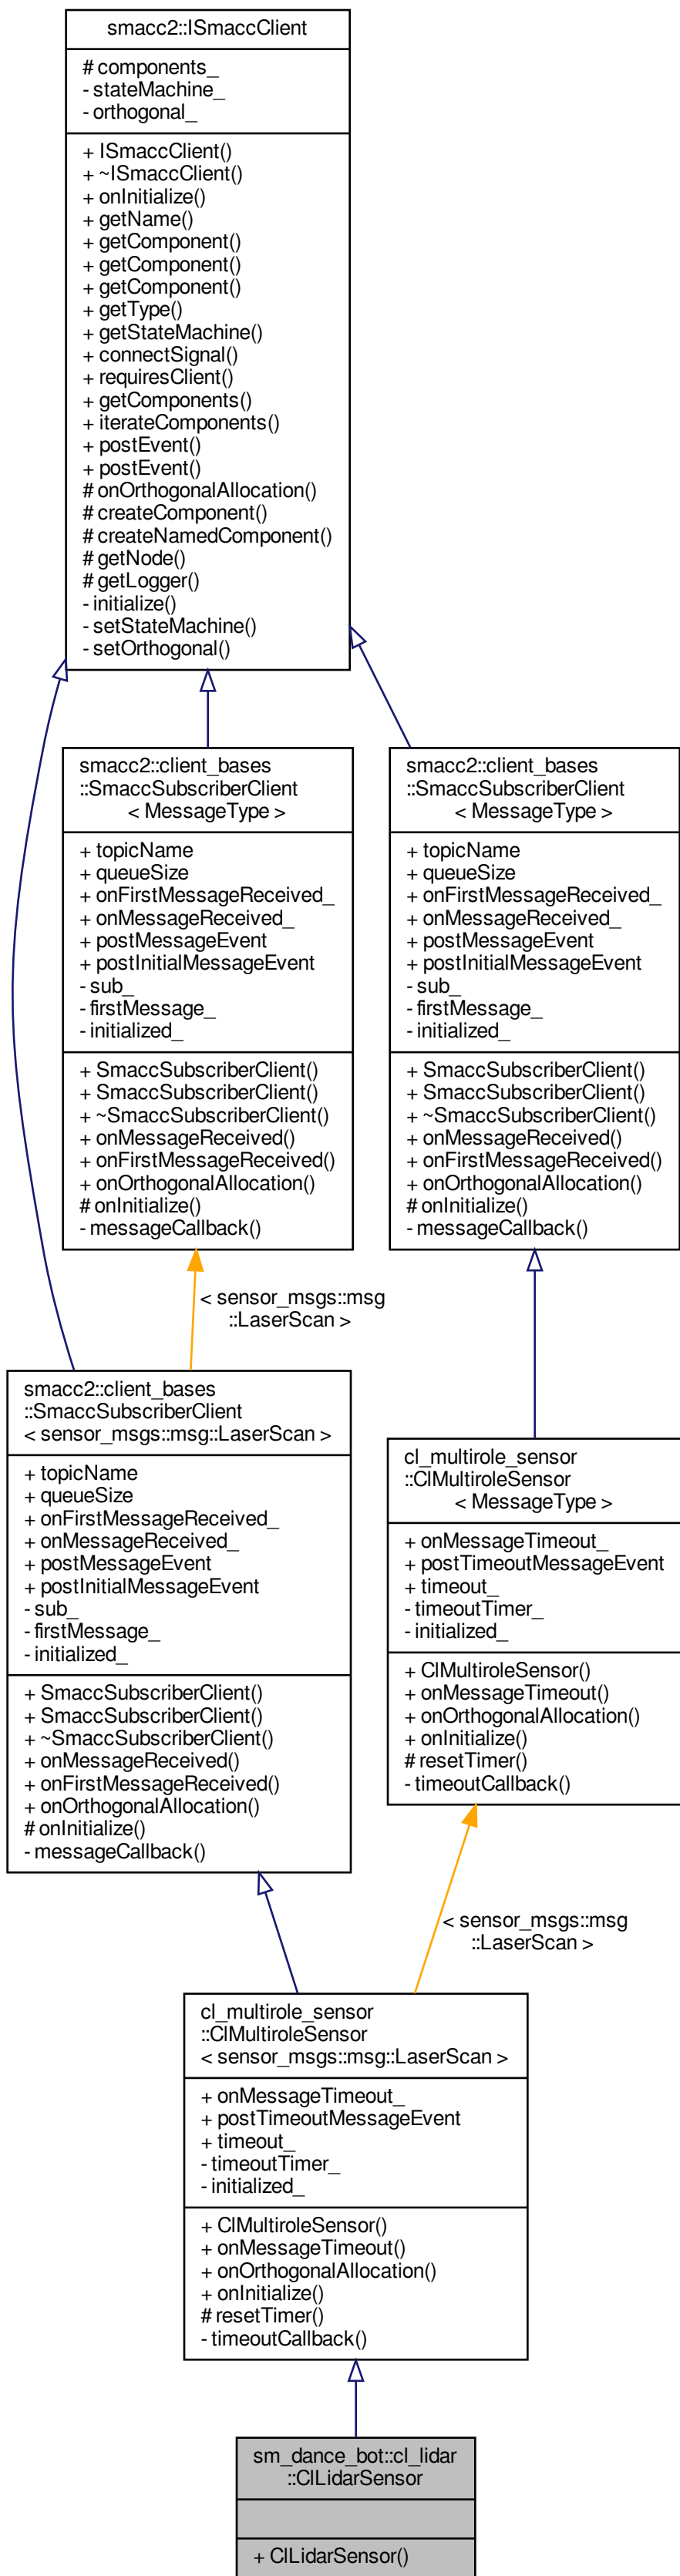 smacc2::ISmaccClient
# components_
- stateMachine_
- orthogonal_
+ ISmaccClient()
+ ~ISmaccClient()
+ onInitialize()
+ getName()
+ getComponent()
+ getComponent()
+ getComponent()
+ getType()
+ getStateMachine()
+ connectSignal()
+ requiresClient()
+ getComponents()
+ iterateComponents()
+ postEvent()
+ postEvent()
# onOrthogonalAllocation()
# createComponent()
# createNamedComponent()
# getNode()
# getLogger()
- initialize()
- setStateMachine()
- setOrthogonal()
smacc2::client_bases
::SmaccSubscriberClient
< MessageType >
+ topicName
+ queueSize
+ onFirstMessageReceived_
+ onMessageReceived_
+ postMessageEvent
+ postInitialMessageEvent
- sub_
- firstMessage_
- initialized_
+ SmaccSubscriberClient()
+ SmaccSubscriberClient()
+ ~SmaccSubscriberClient()
+ onMessageReceived()
+ onFirstMessageReceived()
+ onOrthogonalAllocation()
# onInitialize()
- messageCallback()
smacc2::client_bases
::SmaccSubscriberClient
< MessageType >
+ topicName
+ queueSize
+ onFirstMessageReceived_
+ onMessageReceived_
+ postMessageEvent
+ postInitialMessageEvent
- sub_
- firstMessage_
- initialized_
+ SmaccSubscriberClient()
+ SmaccSubscriberClient()
+ ~SmaccSubscriberClient()
+ onMessageReceived()
+ onFirstMessageReceived()
+ onOrthogonalAllocation()
# onInitialize()
- messageCallback()
< sensor_msgs::msg
::LaserScan >
smacc2::client_bases
::SmaccSubscriberClient
< sensor_msgs::msg::LaserScan >
+ topicName
+ queueSize
+ onFirstMessageReceived_
+ onMessageReceived_
+ postMessageEvent
+ postInitialMessageEvent
- sub_
- firstMessage_
- initialized_
+ SmaccSubscriberClient()
+ SmaccSubscriberClient()
+ ~SmaccSubscriberClient()
+ onMessageReceived()
+ onFirstMessageReceived()
+ onOrthogonalAllocation()
# onInitialize()
- messageCallback()
cl_multirole_sensor
::ClMultiroleSensor
< MessageType >
+ onMessageTimeout_
+ postTimeoutMessageEvent
+ timeout_
- timeoutTimer_
- initialized_
+ ClMultiroleSensor()
+ onMessageTimeout()
+ onOrthogonalAllocation()
+ onInitialize()
# resetTimer()
- timeoutCallback()
< sensor_msgs::msg
::LaserScan >
cl_multirole_sensor
::ClMultiroleSensor
< sensor_msgs::msg::LaserScan >
+ onMessageTimeout_
+ postTimeoutMessageEvent
+ timeout_
- timeoutTimer_
- initialized_
+ ClMultiroleSensor()
+ onMessageTimeout()
+ onOrthogonalAllocation()
+ onInitialize()
# resetTimer()
- timeoutCallback()
sm_dance_bot::cl_lidar
::ClLidarSensor
+ ClLidarSensor()